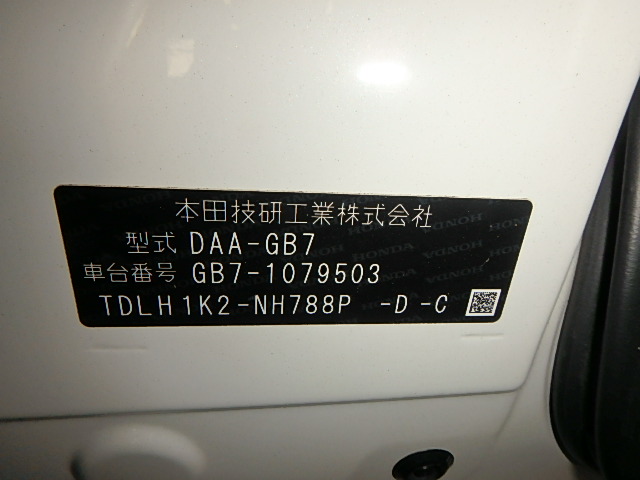 本田技研工業株式会社
型式 DAA-GB7
車台番号 GB7-1079503
TDLH1K2-NH788P -D -C